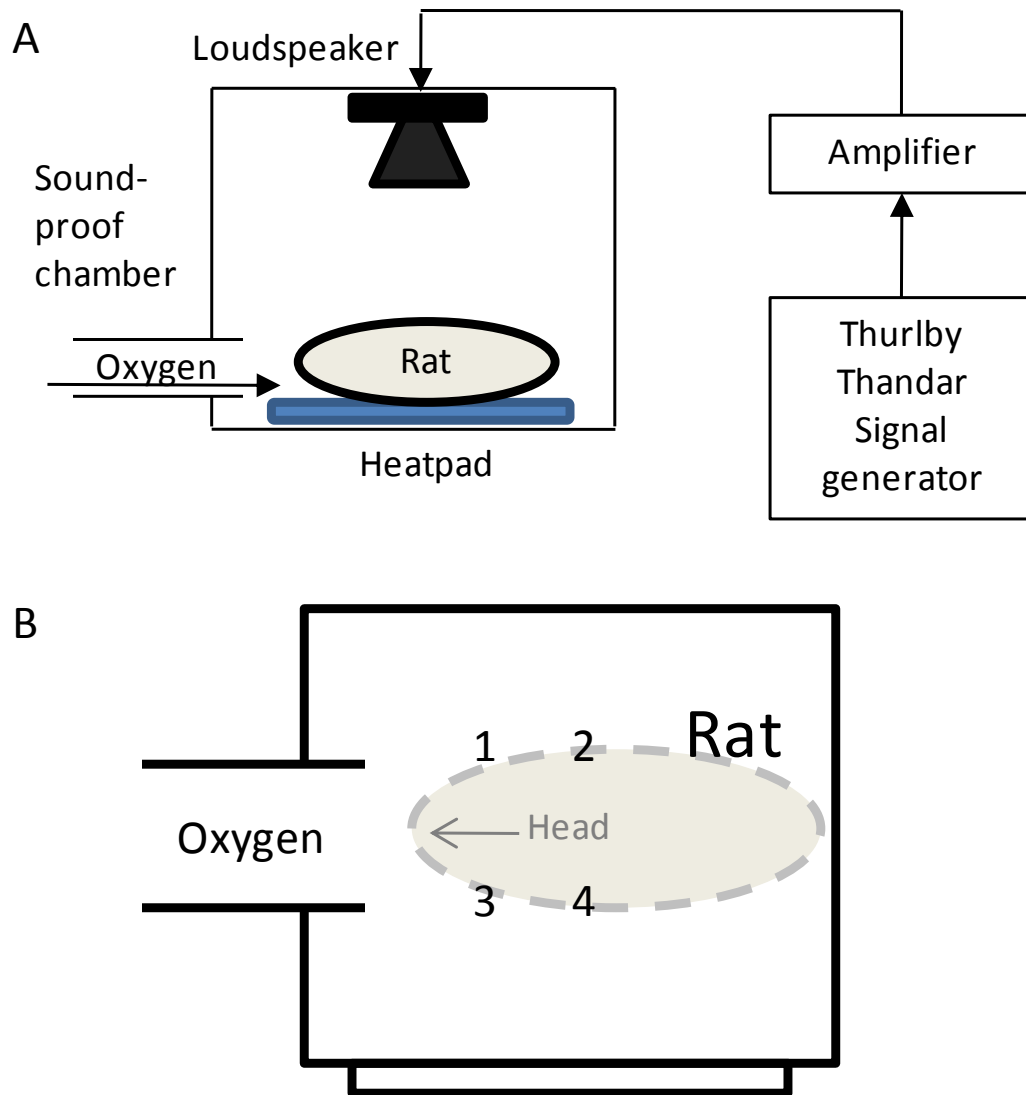 A
Loudspeaker
Amplifier
Sound-
proof
chamber
Oxygen
Rat
Thurlby
Thandar
Signal
generator
Heatpad
B
Rat
1 2
Oxygen
Head
3 4